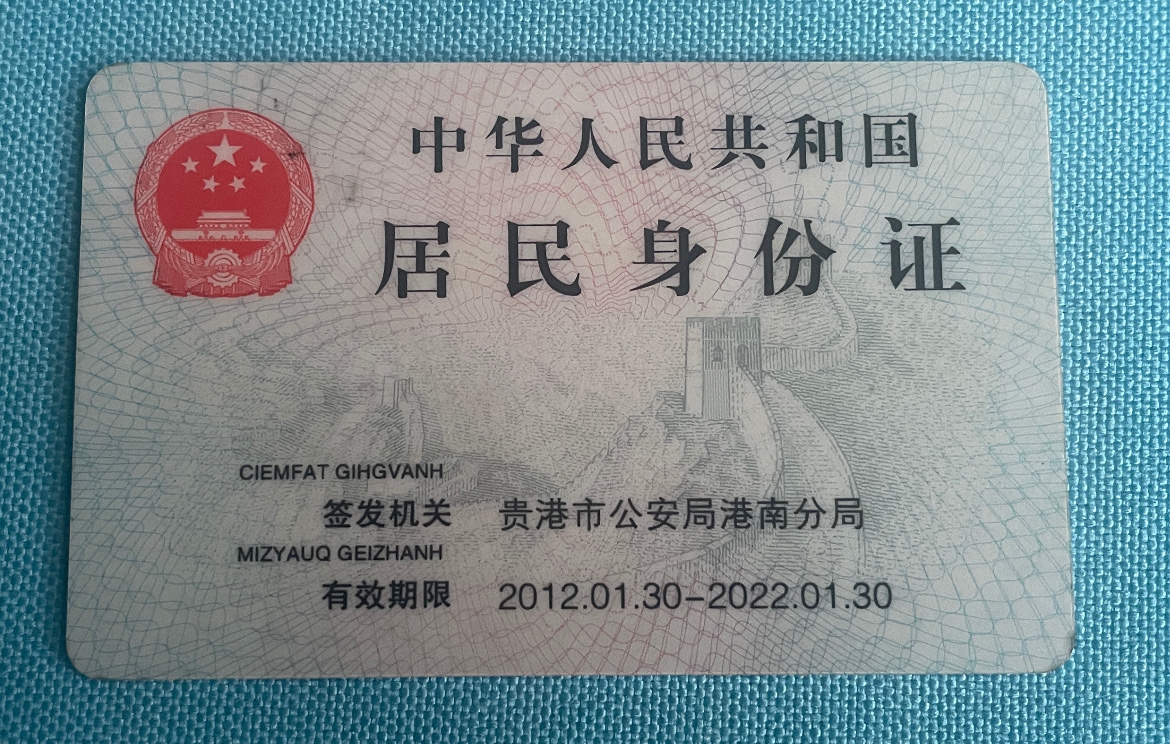 中华人民共和国
居民身份证
CIEMFAT GIHGVANH
签发机关 贵港市公安局港南分局
MIZYAUQ GEIZHANH
有效期限 2012.01.30-2022.01.30